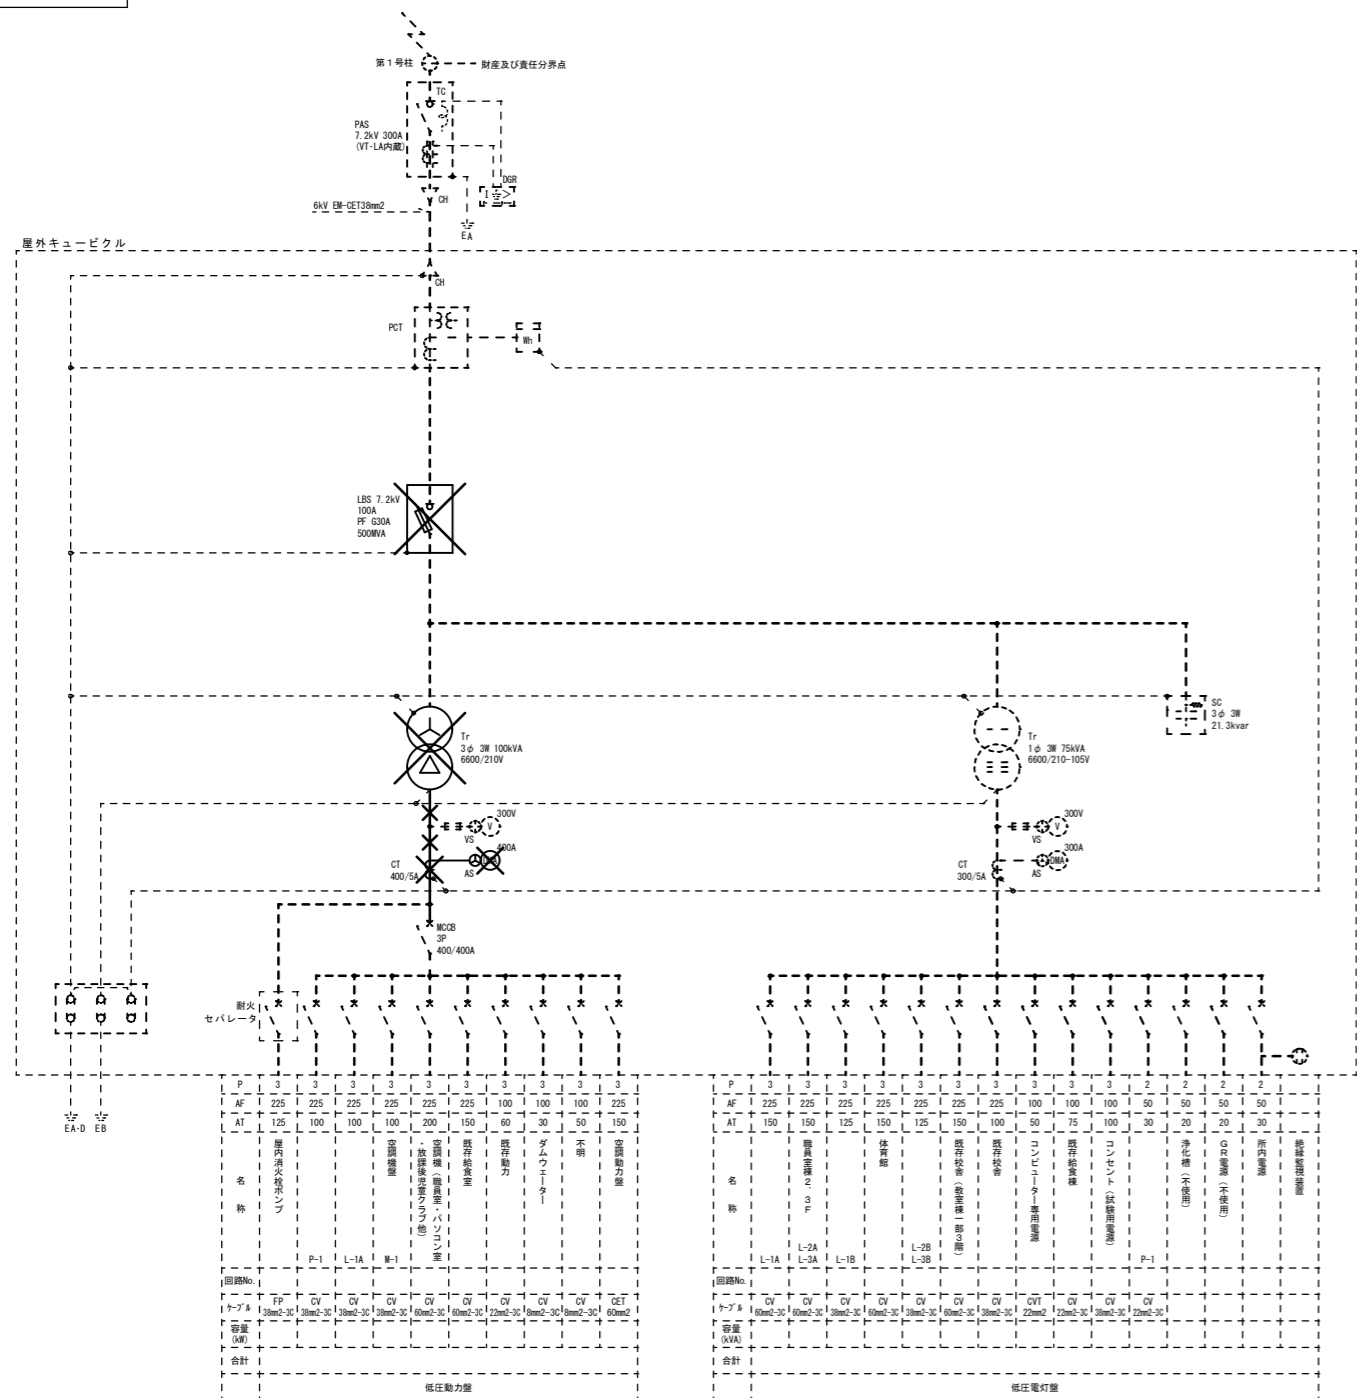 第1号柱
財産及び責任分界点
TC
PAS
7.2kV 300A
(VT･LA内蔵)
DGR
I >
CH
6kV EM-CET38mm2
EA
屋外キュービクル
CH
PCT
Wh
LBS 7.2kV
100A
PF G30A
500MVA
SC
3φ 3W
21.3kvar
Tr
3φ 3W 100kVA
6600/210V
Tr
1φ 3W 75kVA
6600/210-105V
300V
V
VS
400A
CT
400/5A
AS
300V
V
VS
300A
DMA
CT
300/5A
AS
MCCB
3P
400/400A
耐火
セパレータ
EA･D EB
P 3 3 3 3 3 3 3 3 3 3
AF 225 225 225 225 225 225 100 100 100 225
AT 125 100 100 100 200 150 60 30 50 150
名称
屋内消火栓ポンプ
P-1
L-1A
空調機盤
M-1
空調機（職員室・パソコン室
・放課後児童クラブ他）
既存給食室
既存動力
ダムウェーター
不明
空調動力盤
回路No.
ケーブル FP CV CV CV CV CV CV CV CV CET
38mm2-3C 38mm2-3C 38mm2-3C 38mm2-3C 60mm2-3C 60mm2-3C 22mm2-3C 8mm2-3C 8mm2-3C 60mm2
容量
(kW)
合計
低圧動力盤
P 3 3 3 3 3 3 3 3 3 3 2 2 2 2
AF 225 225 225 225 225 225 225 100 100 100 50 50 50 50
AT 150 150 125 150 125 150 100 50 75 100 30 20 20 30
名称
L-1A
職員室棟2．3F
L-2A
L-3A
L-1B
体育館
L-2B
L-3B
既存校舎（教室棟一部3階）
既存校舎
コンピューター専用電源
既存給食棟
コンセント（試験用電源）
P-1
浄化槽（不使用）
GR電源（不使用）
所内電源
絶縁監視装置
回路No.
ケーブル CV CV CV CV CV CV CV CVT CV CV CV
60mm2-3C 60mm2-3C 38mm2-3C 60mm2-3C 38mm2-3C 60mm2-3C 38mm2-3C 22mm2 22mm2-3C 38mm2-3C 22mm2-3C
容量
(kVA)
合計
低圧電灯盤